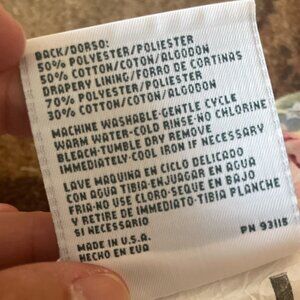 BACK/DORSO:
50% POLYESTER/POLIESTER
50% COTTON/COTON/ALGODON
DRAPERY LINING/FORRO DE CORTINAS
70% POLYESTER/POLIESTER
30% COTTON/COTON/ALGODON
MACHINE WASHABLE-GENTLE CYCLE
WARM WATER-COLD RINSE-NO CHLORINE
BLEACH-TUMBLE DRY REMOVE
IMMEDIATELY-COOL IRON IF NECESSARY
LAVE MAQUINA EN CICLO DELICADO
CON AGUA TIBIA-ENJUAGAR EN AGUA
FRIA-NO USE CLORO-SEQUE EN BAJO
Y RETIRE DE IMMEDIATO-TIBIA PLANCHE
SI NECESSARIO
MADE IN U.S.A.
HECHO EN EUA
PN 93118